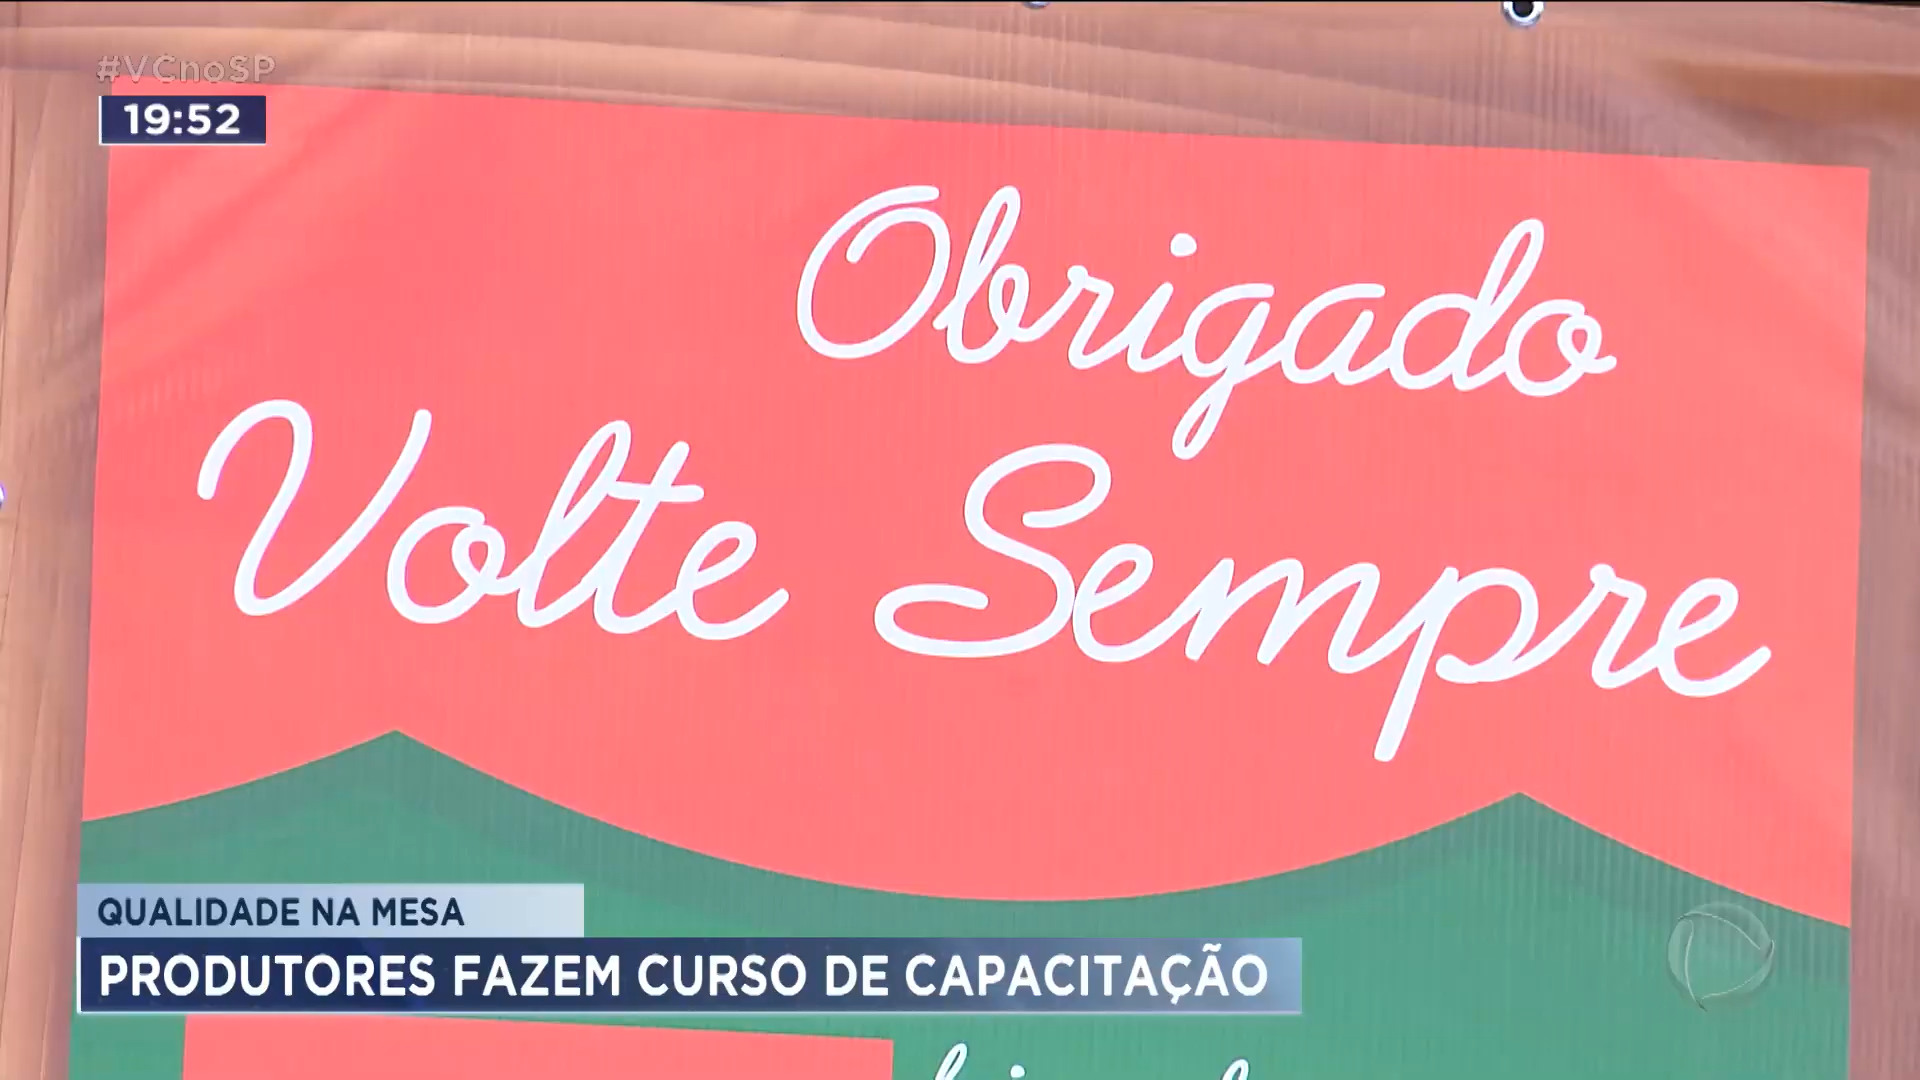 #VCnoSP
19:52
Obrigado
Volte Sempre
QUALIDADE NA MESA
PRODUTORES FAZEM CURSO DE CAPACITAÇÃO